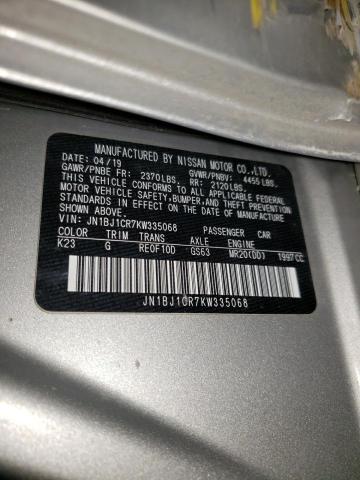 MANUFACTURED BY NISSAN MOTOR CO.,LTD.
DATE: 04/19 GVWR/PNBV: 4455 LBS.
GAWR/PNBE FR: 2370LBS. RR: 2120LBS.
THIS VEHICLE CONFORMS TO ALL APPLICABLE FEDERAL
MOTOR VEHICLE SAFETY,BUMPER,AND THEFT PREVENTION
STANDARDS IN EFFECT ON THE DATE OF MANUFACTURE
VIN: JN1BJ1CR7KW335068 PASSENGER CAR
COLOR TRIM TRANS AXLE ENGINE
K23 G RE0F10D GS63 MR20(DD) 1997CC
JN1BJ1CR7KW335068